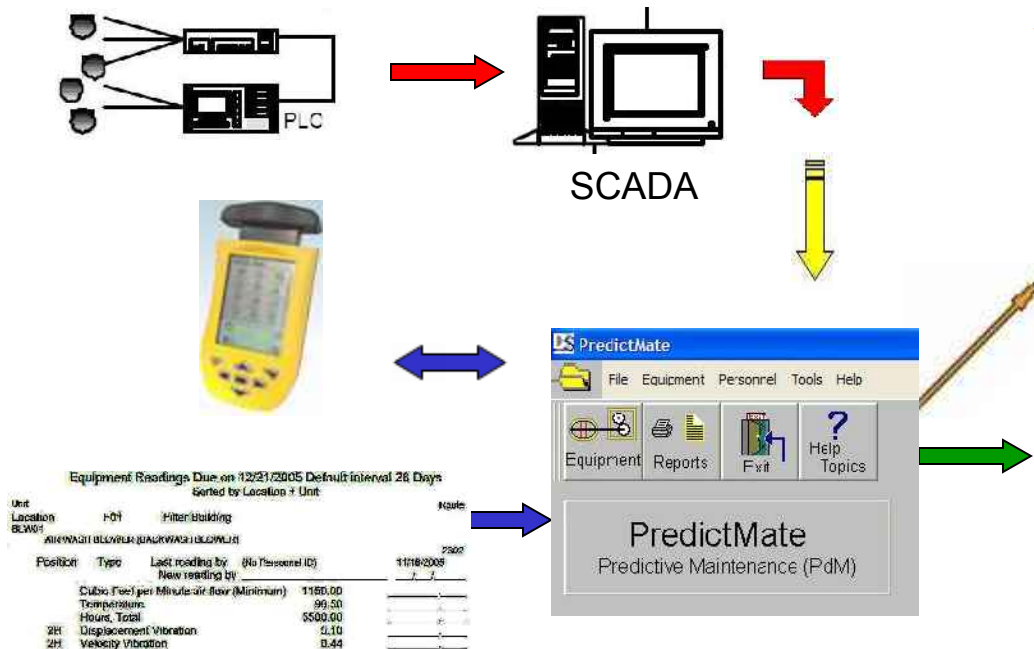 PLC
SCADA
PredictMate
File Equipment Personnel Tools Help
EXIT
Equipment Reports Exit Help Topics
PredictMate
Predictive Maintenance (PdM)
Equipment Readings Due on 12/21/2005 Default interval 26 Days
Sorted by Location + Unit
Unit
Location Filter Building
BLW01
AIRWASH BLOWER (BACKWASH BLOWER)
2302
Position Type Last reading by (No Personnel ID) 11/18/2005
New reading by
Cubic Feet per Minute air flow (Minimum) 1150.00
Temperature 99.50
Hours, Total 5500.00
2H Displacement Vibration 0.10
2H Velocity Vibration 0.44